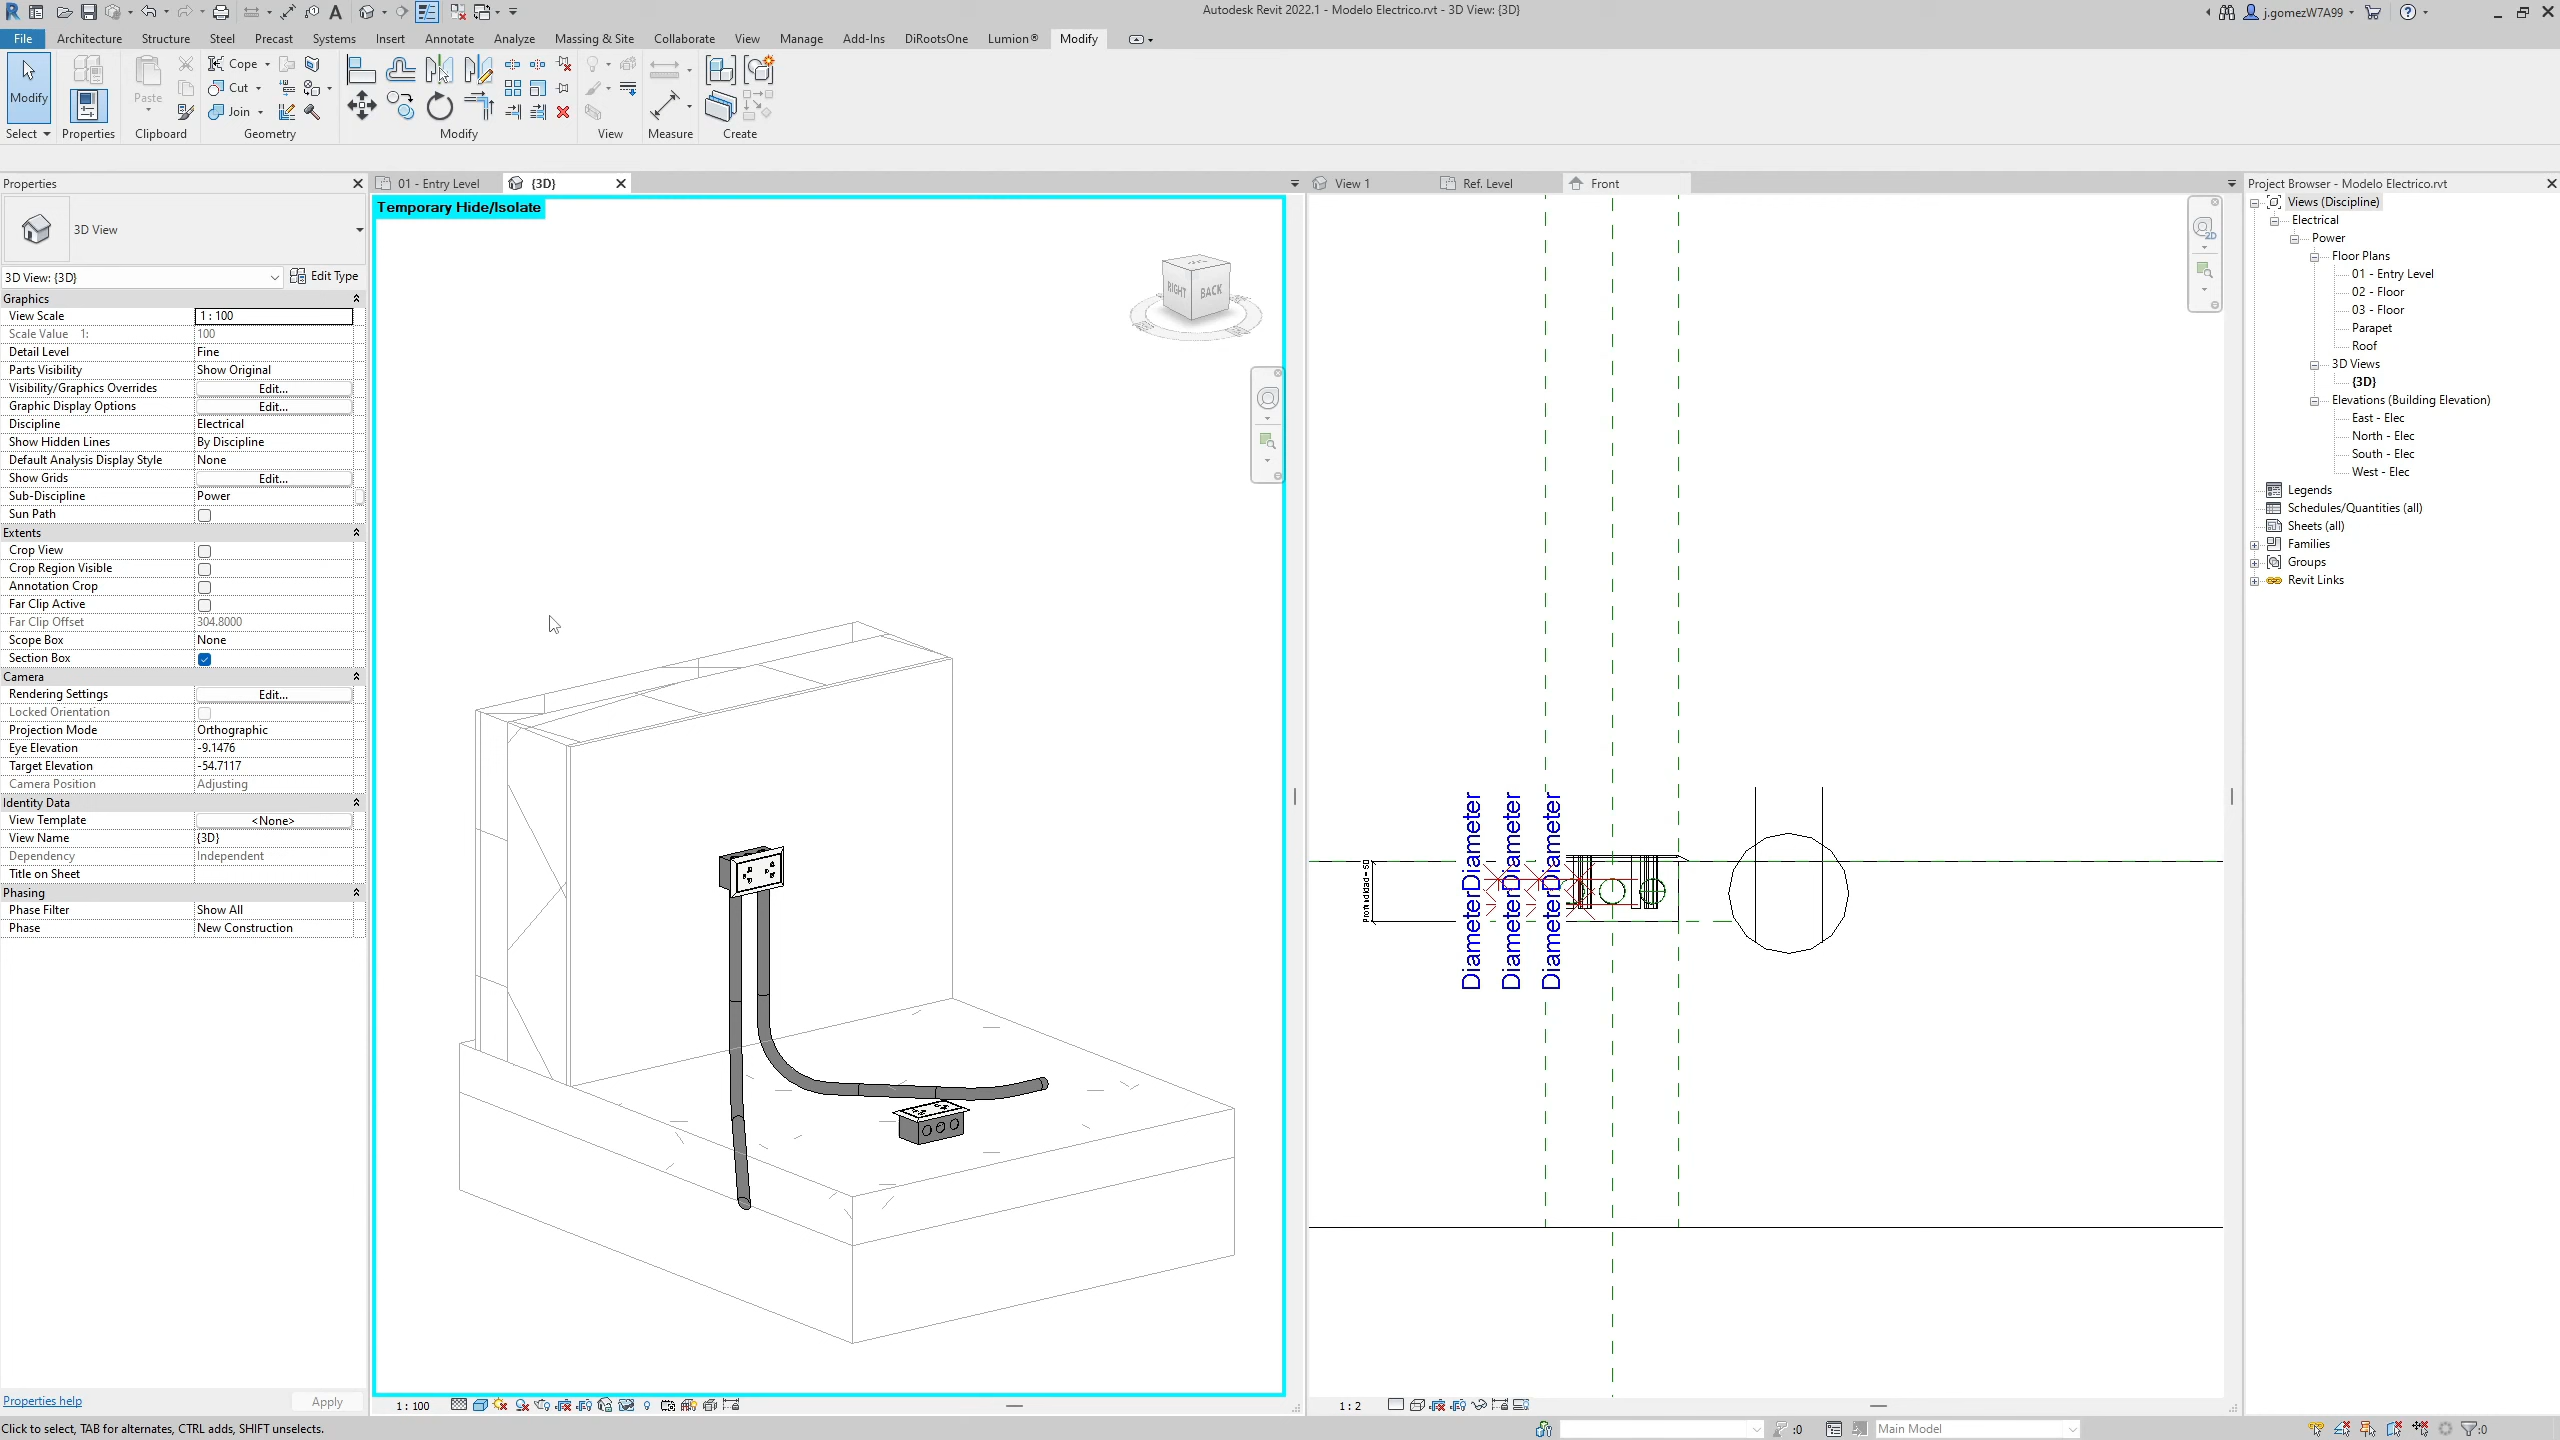 Autodesk Revit 2022.1 - Modelo Electrico.rvt - 3D View: {3D}
j.gomezW7A99
File Architecture Structure Steel Precast Systems Insert Annotate Analyze Massing & Site Collaborate View Manage Add-Ins DiRootsOne Lumion® Modify
Modify
Paste
Cope
Cut
Join
Select Properties Clipboard Geometry Modify View Measure Create
Properties
01 - Entry Level
{3D}
View 1
Ref. Level
Front
Project Browser - Modelo Electrico.rvt
3D View
3D View: {3D}
Edit Type
Graphics
View Scale 1 : 100
Scale Value 1: 100
Detail Level Fine
Parts Visibility Show Original
Visibility/Graphics Overrides Edit...
Graphic Display Options Edit...
Discipline Electrical
Show Hidden Lines By Discipline
Default Analysis Display Style None
Show Grids Edit...
Sub-Discipline Power
Sun Path
Extents
Crop View
Crop Region Visible
Annotation Crop
Far Clip Active
Far Clip Offset 304.8000
Scope Box None
Section Box
Camera
Rendering Settings Edit...
Locked Orientation
Projection Mode Orthographic
Eye Elevation -9.1476
Target Elevation -54.7117
Camera Position Adjusting
Identity Data
View Template <None>
View Name {3D}
Dependency Independent
Title on Sheet
Phasing
Phase Filter Show All
Phase New Construction
Properties help
Apply
Temporary Hide/Isolate
RIGHT
BACK
1 : 100
2D
DiameterDiameter
DiameterDiameter
DiameterDiameter
Profundidad = 50
1 : 2
Views (Discipline)
Electrical
Power
Floor Plans
01 - Entry Level
02 - Floor
03 - Floor
Parapet
Roof
3D Views
{3D}
Elevations (Building Elevation)
East - Elec
North - Elec
South - Elec
West - Elec
Legends
Schedules/Quantities (all)
Sheets (all)
Families
Groups
Revit Links
Click to select, TAB for alternates, CTRL adds, SHIFT unselects.
:0
Main Model
:0